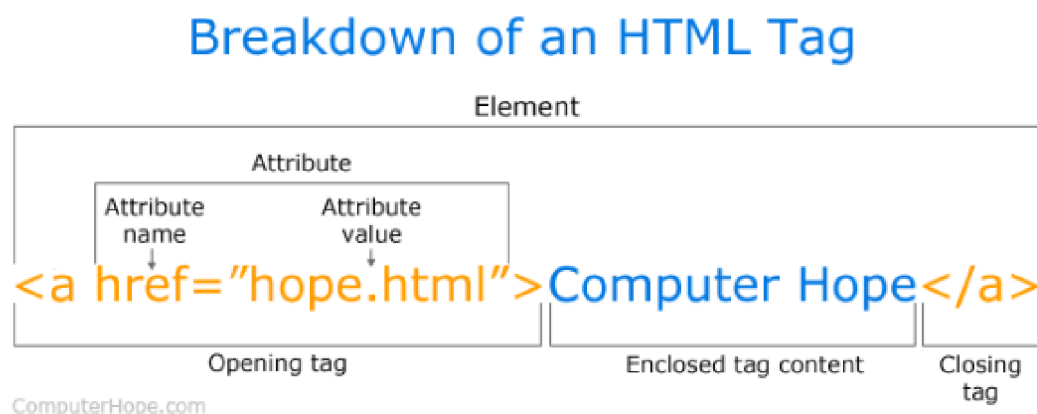 Breakdown of an HTML Tag
Element
Attribute
Attribute name
Attribute value
<a href=”hope.html”>Computer Hope</a>
Opening tag
Enclosed tag content
Closing tag
ComputerHope.com